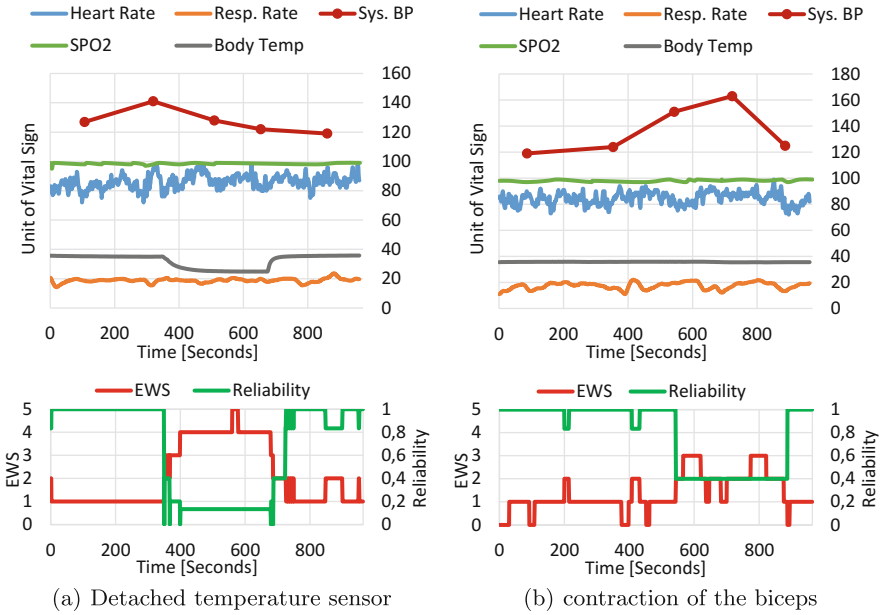 Heart Rate Resp. Rate Sys. BP
SPO2 Body Temp
Unit of Vital Sign
160
140
120
100
80
60
40
20
0
0 200 400 600 800
Time [Seconds]
EWS Reliability
EWS
5
4
3
2
1
0
1
0,8
0,6
0,4
0,2
0
Reliability
0 200 400 600 800
Time [Seconds]
(a) Detached temperature sensor
Heart Rate Resp. Rate Sys. BP
SPO2 Body Temp
Unit of Vital Sign
180
160
140
120
100
80
60
40
20
0
0 200 400 600 800
Time [Seconds]
EWS Reliability
EWS
5
4
3
2
1
0
1
0,8
0,6
0,4
0,2
0
Reliability
0 200 400 600 800
Time [Seconds]
(b) contraction of the biceps